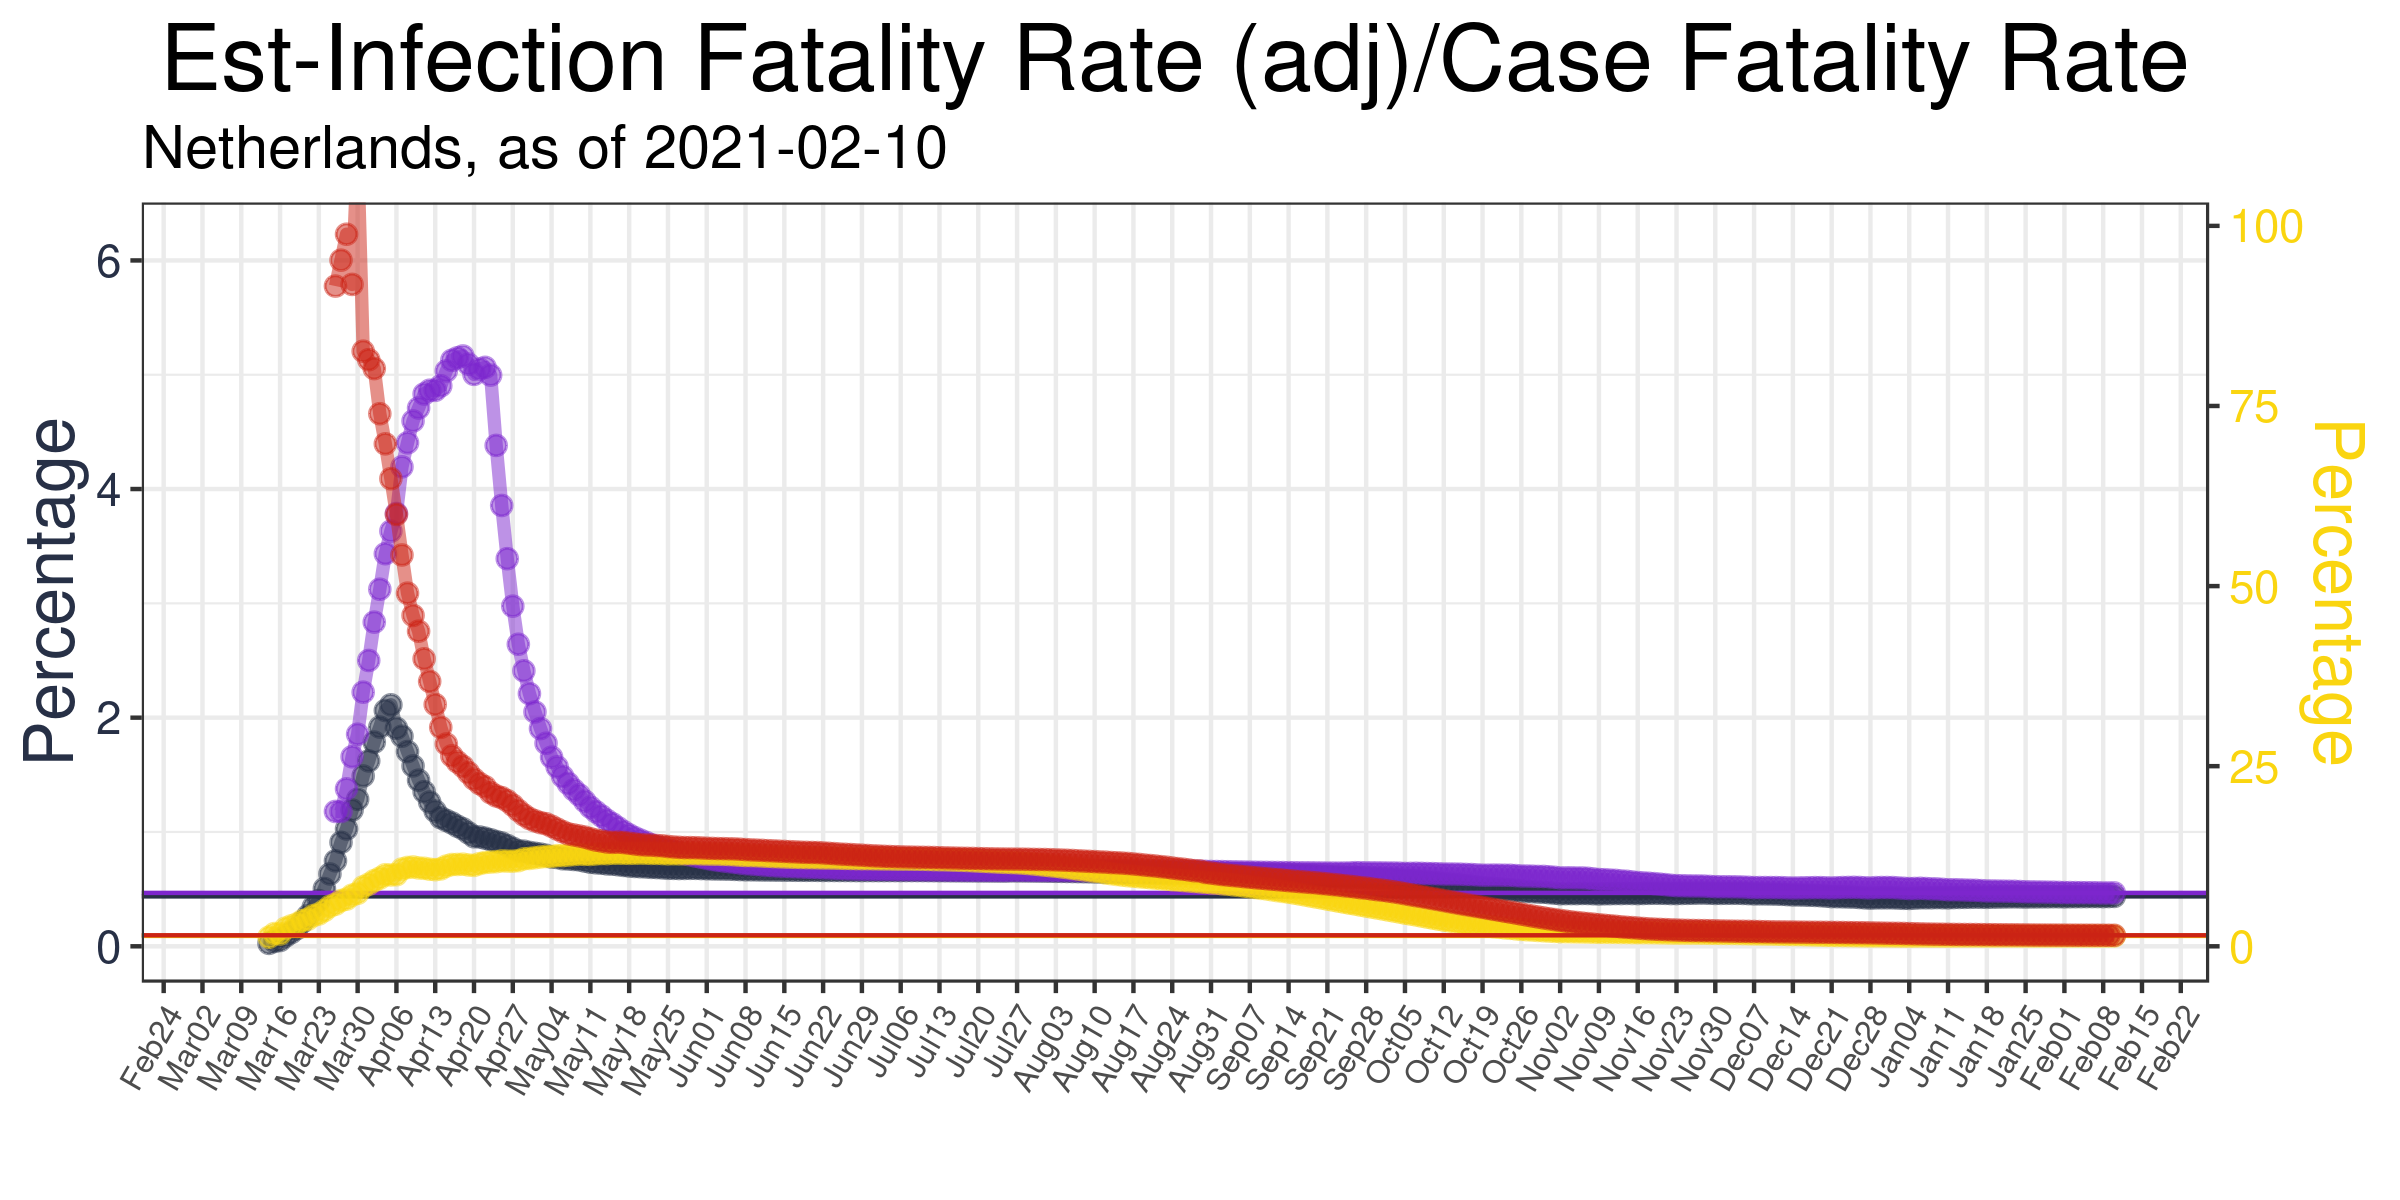 Est-Infection Fatality Rate (adj)/Case Fatality Rate
Netherlands, as of 2021-02-10
Percentage
6
4
2
0
100
75
50
25
0
Percentage
Feb24
Mar02
Mar09
Mar16
Mar23
Mar30
Apr06
Apr13
Apr20
Apr27
May04
May11
May18
May25
Jun01
Jun08
Jun15
Jun22
Jun29
Jul06
Jul13
Jul20
Jul27
Aug03
Aug10
Aug17
Aug24
Aug31
Sep07
Sep14
Sep21
Sep28
Oct05
Oct12
Oct19
Oct26
Nov02
Nov09
Nov16
Nov23
Nov30
Dec07
Dec14
Dec21
Dec28
Jan04
Jan11
Jan18
Jan25
Feb01
Feb08
Feb15
Feb22